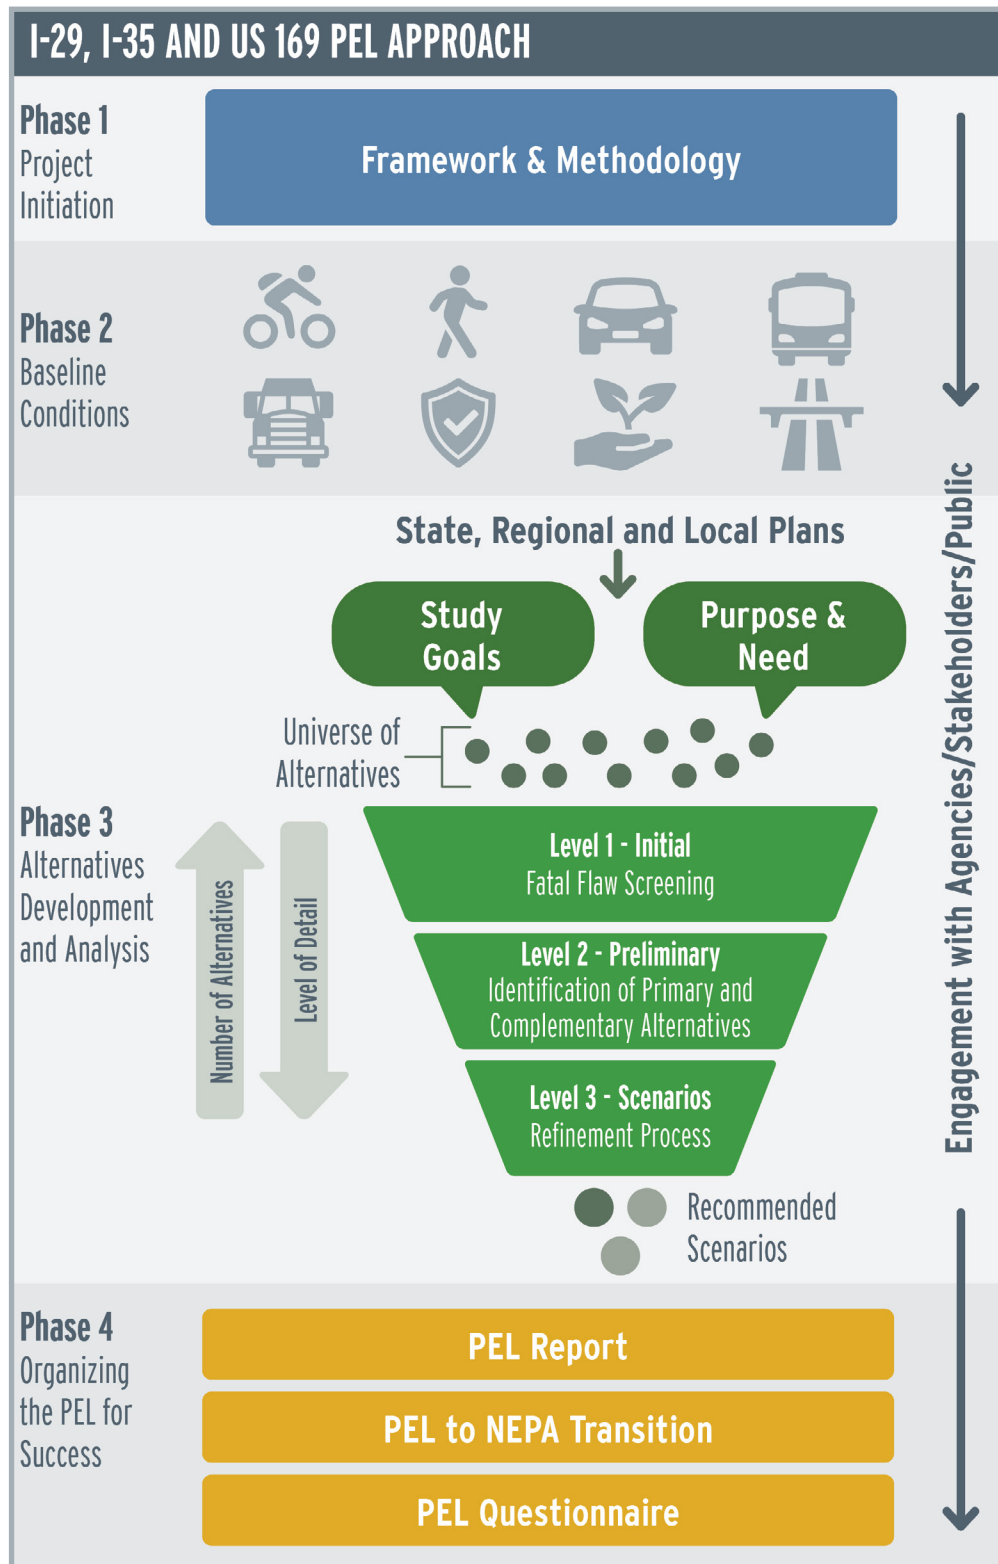 I-29, I-35 AND US 169 PEL APPROACH
Phase 1
Project
Initiation
Framework & Methodology
Phase 2
Baseline
Conditions
State, Regional and Local Plans
Study
Goals
Purpose &
Need
Universe of
Alternatives
Phase 3
Alternatives
Development
and Analysis
Number of Alternatives
Level of Detail
Level 1 - Initial
Fatal Flaw Screening
Level 2 - Preliminary
Identification of Primary and
Complementary Alternatives
Level 3 - Scenarios
Refinement Process
Recommended
Scenarios
Engagement with Agencies/Stakeholders/Public
Phase 4
Organizing
the PEL for
Success
PEL Report
PEL to NEPA Transition
PEL Questionnaire